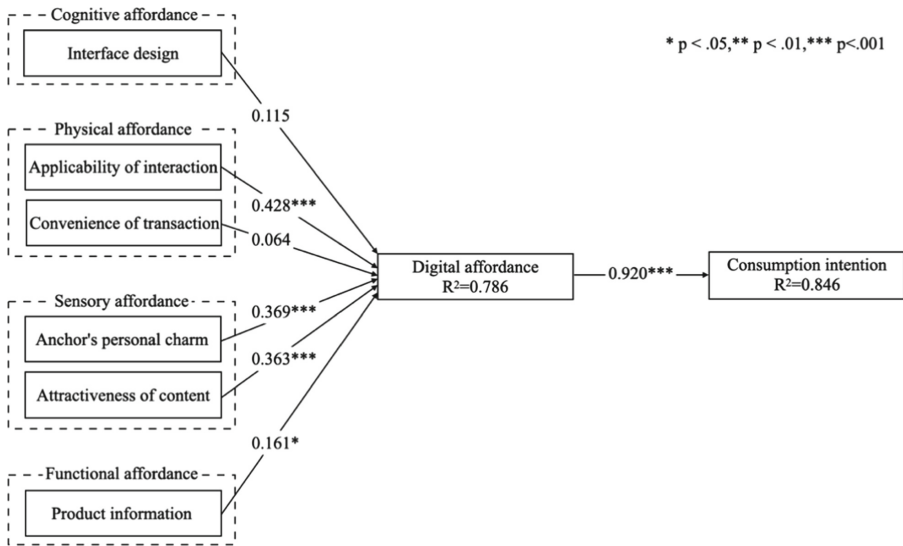 Cognitive affordance
Interface design
* p < .05,** p < .01,*** p<.001
0.115
Physical affordance
Applicability of interaction
0.428***
Convenience of transaction
0.064
Digital affordance
R²=0.786
0.920***
Consumption intention
R²=0.846
Sensory affordance
0.369***
Anchor's personal charm
0.363***
Attractiveness of content
0.161*
Functional affordance
Product information